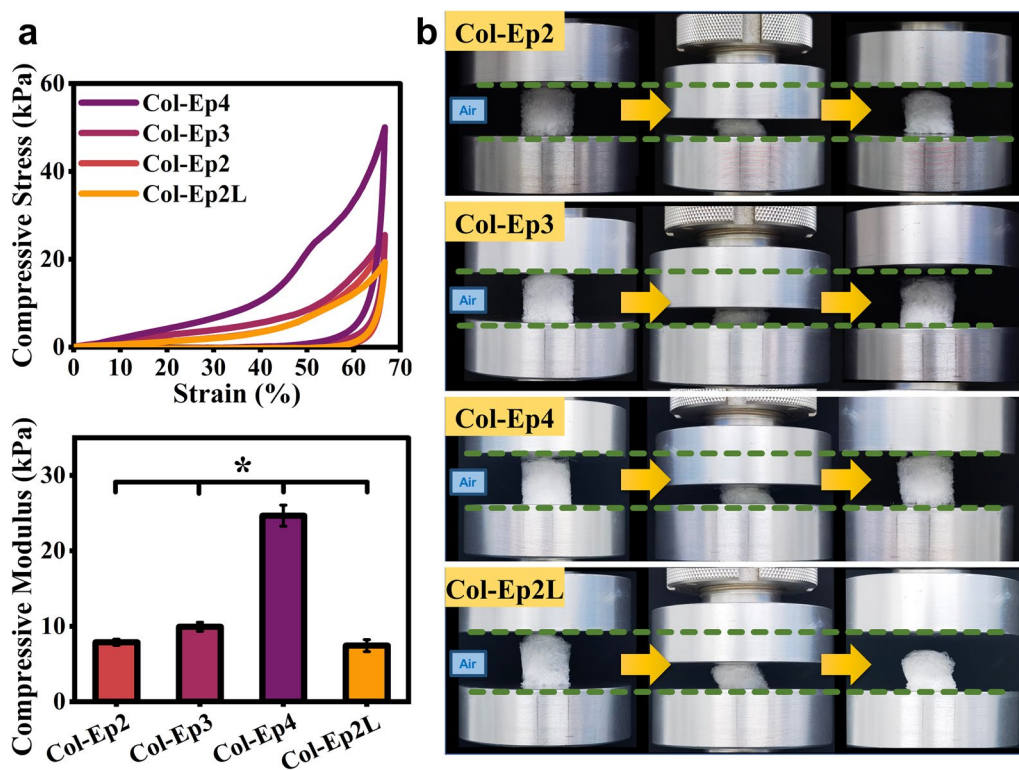 a
Compressive Stress (kPa)
60
40
20
0
Col-Ep4
Col-Ep3
Col-Ep2
Col-Ep2L
0 10 20 30 40 50 60 70
Strain (%)
Compressive Modulus (kPa)
30
20
10
0
*
Col-Ep2
Col-Ep3
Col-Ep4
Col-Ep2L
b
Col-Ep2
Air
Col-Ep3
Air
Col-Ep4
Air
Col-Ep2L
Air